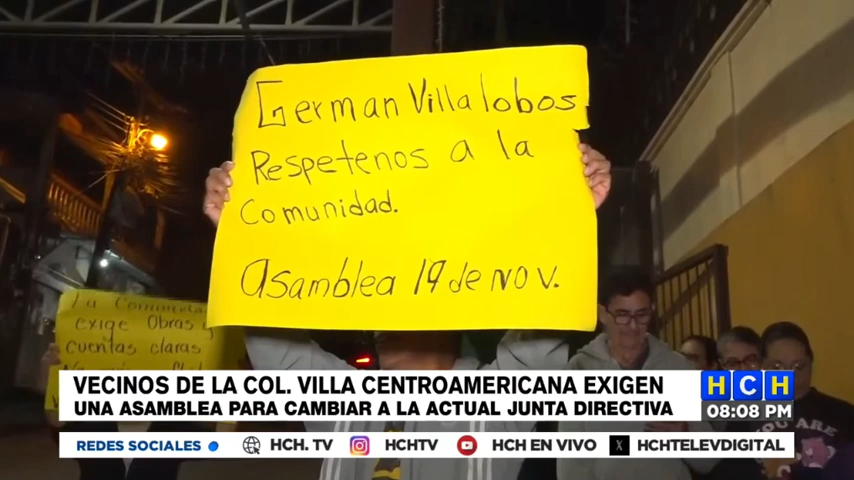 German Villalobos
Respetenos a la
Comunidad.
Asamblea 19 de NOV.
La Comunidad
exige Obras y
cuentas claras
VECINOS DE LA COL. VILLA CENTROAMERICANA EXIGEN
UNA ASAMBLEA PARA CAMBIAR A LA ACTUAL JUNTA DIRECTIVA
HCH
08:08 PM
REDES SOCIALES
HCH.TV
HCHTV
HCH EN VIVO
HCHTELEVDIGITAL
YOU ARE